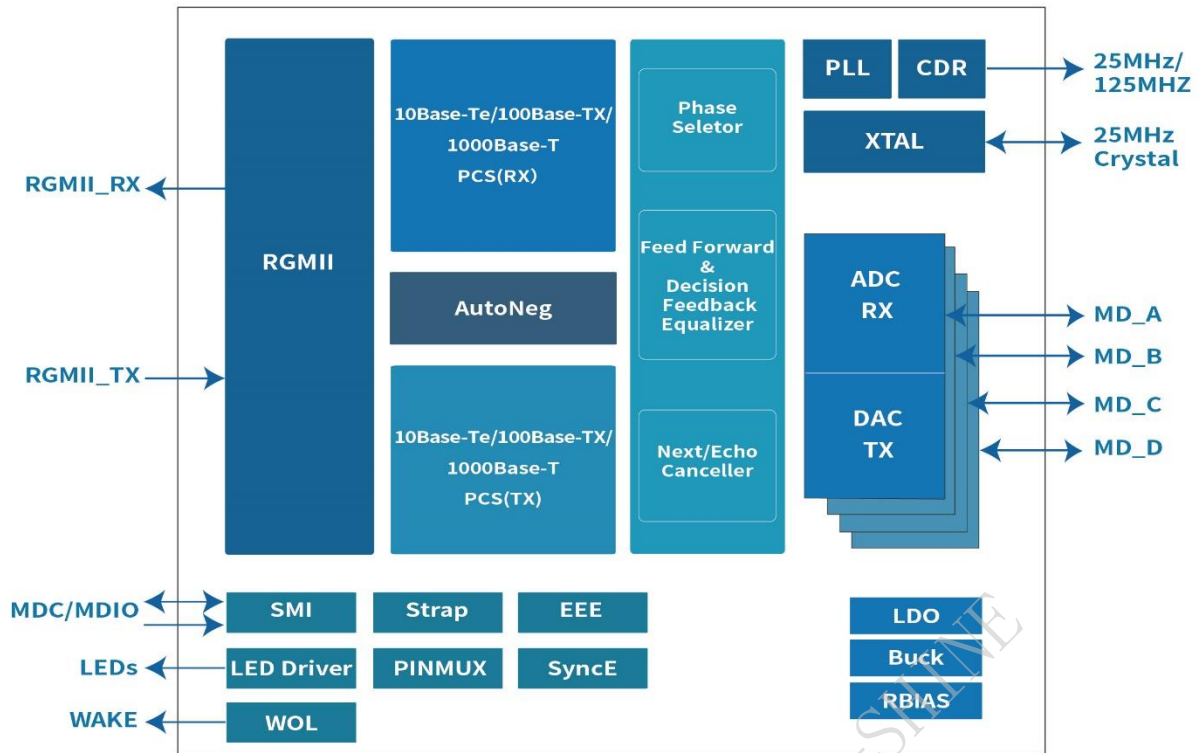 RGMII_RX
RGMII_TX
MDC/MDIO
LEDs
WAKE
RGMII
10Base-Te/100Base-TX/
1000Base-T
PCS(RX)
AutoNeg
10Base-Te/100Base-TX/
1000Base-T
PCS(TX)
Phase
Seletor
Feed Forward
&
Decision
Feedback
Equalizer
Next/Echo
Canceller
PLL
CDR
XTAL
25MHz/
125MHZ
25MHz
Crystal
ADC
RX
DAC
TX
MD_A
MD_B
MD_C
MD_D
SMI
Strap
EEE
LED Driver
PINMUX
SyncE
WOL
LDO
Buck
RBIAS